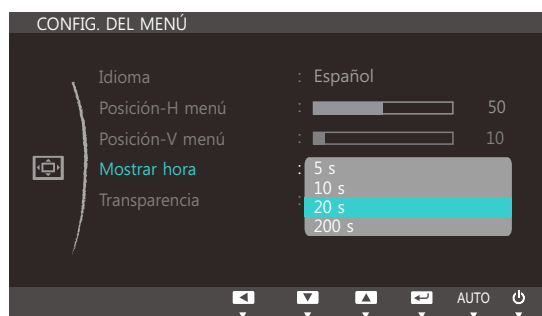 CONFIG. DEL MENÚ
Idioma : Español
Posición-H menú : 50
Posición-V menú : 10
Mostrar hora : 5 s
10 s
Transparencia : 20 s
200 s
AUTO